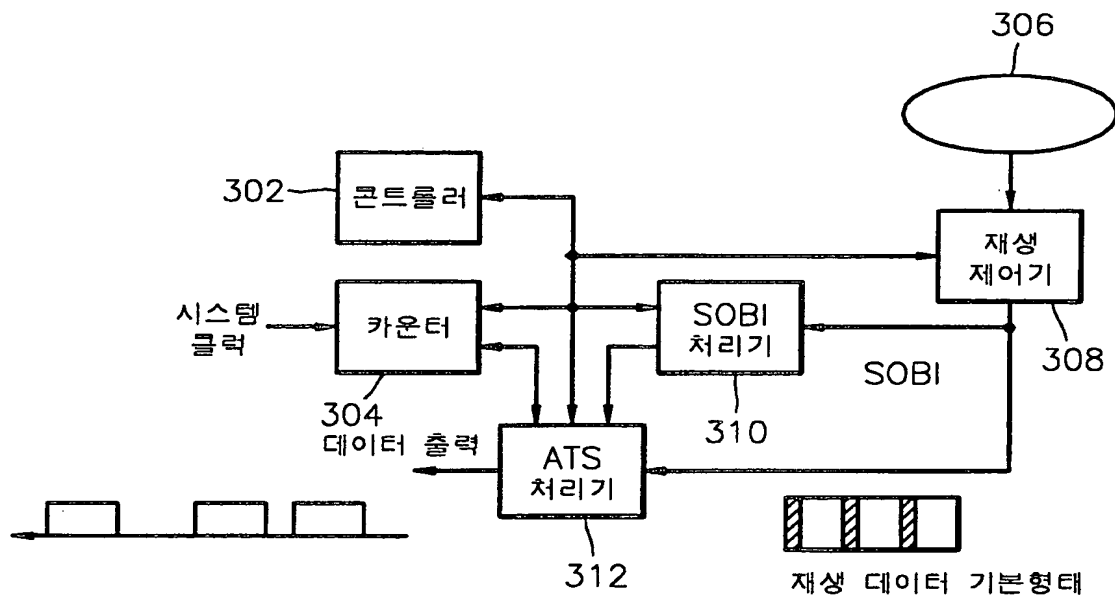 306
302
콘트롤러
재생
제어기
시스템
클럭
카운터
SOBI
처리기
308
SOBI
304
310
데이터 출력
ATS
처리기
312
재생 데이터 기본형태